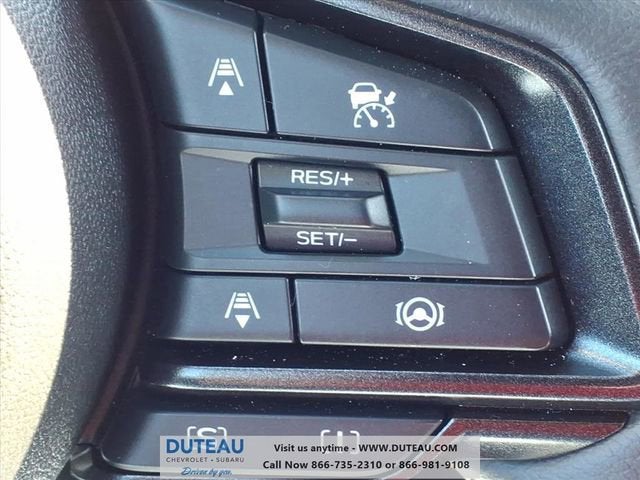 RES/+
SET/-
[S] [I]
DUTEAU
CHEVROLET • SUBARU
Driven by you.
Visit us anytime - WWW.DUTEAU.COM
Call Now 866-735-2310 or 866-981-9108